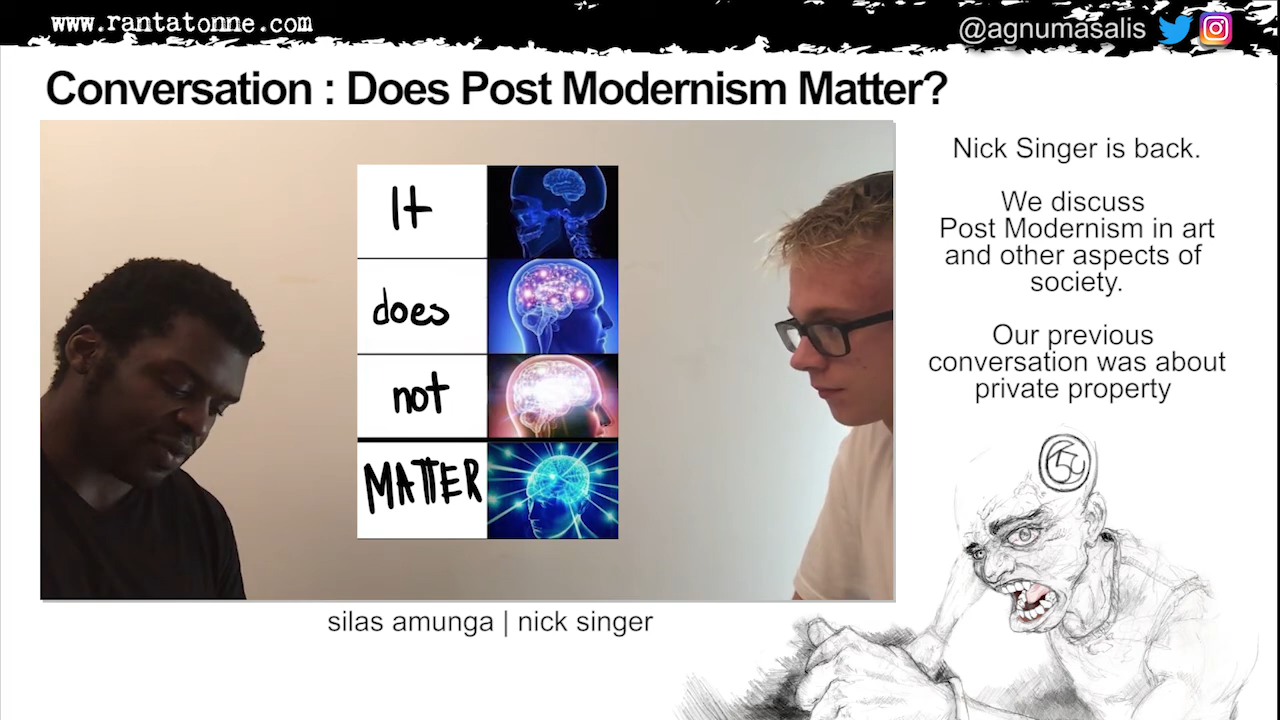 www.rantatonne.com
@agnumasalis
Conversation : Does Post Modernism Matter?
It
does
not
MATTER
Nick Singer is back.
We discuss
Post Modernism in art
and other aspects of
society.
Our previous
conversation was about
private property
silas amunga | nick singer